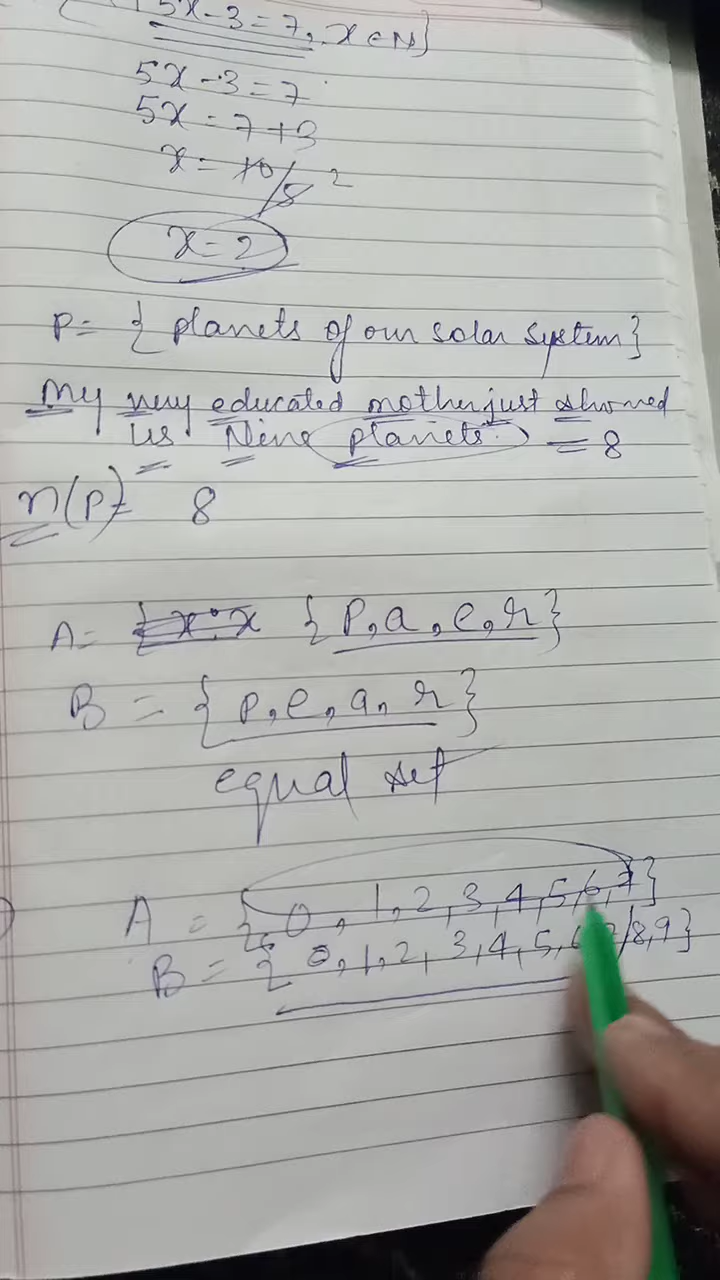 5x-3=7, x∈N}
5x-3=7
5x=7+3
x=10/5 2
x=2
P= { planets of our solar system}
My very educated mother just showed
us Nine planets. = 8
n(P)= 8
A= {x:x {P,a,e,r}
B = {p,e,a,r}
equal set
A = {0, 1,2,3,4,5,6,7}
B = { 0,1,2, 3,4,5, 8,9}